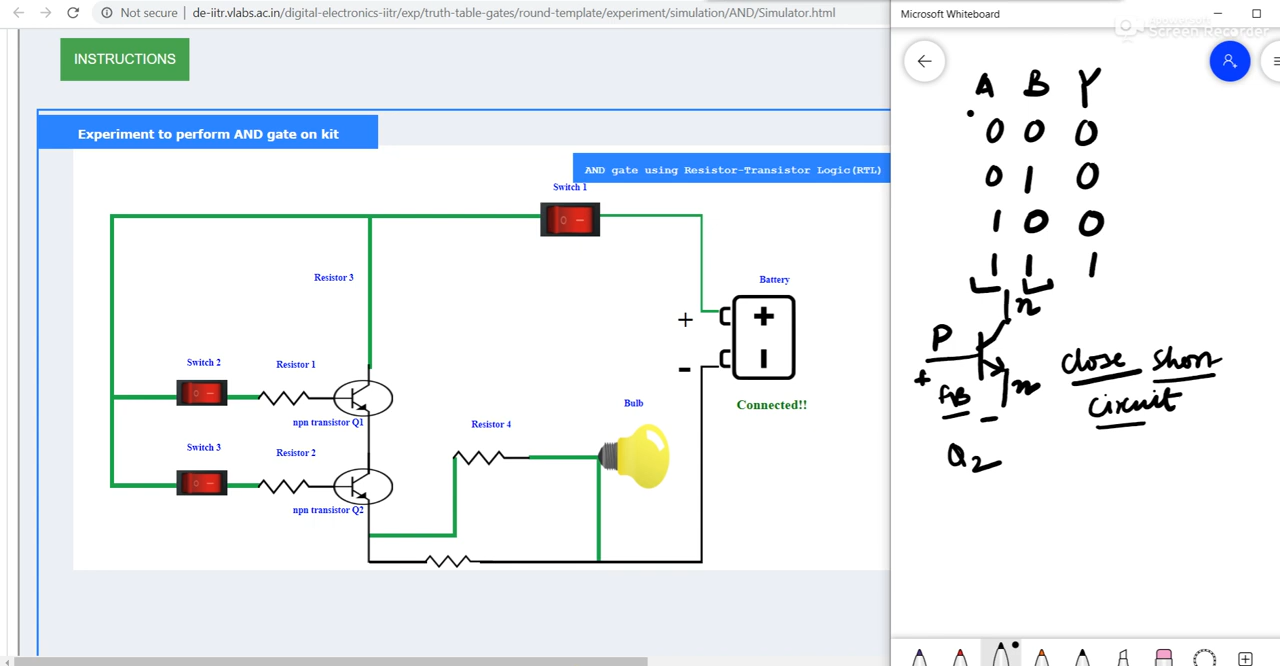 Not secure | de-iitr.vlabs.ac.in/digital-electronics-iitr/exp/truth-table-gates/round-template/experiment/simulation/AND/Simulator.html
INSTRUCTIONS
Experiment to perform AND gate on kit
AND gate using Resistor-Transistor Logic(RTL)
Switch 1
Resistor 3
Battery
+
-
Switch 2
Resistor 1
npn transistor Q1
Connected!!
Bulb
Resistor 4
Switch 3
Resistor 2
npn transistor Q2
Microsoft Whiteboard
Apowersoft
Screen Recorder
A B Y
0 0 0
0 1 0
1 0 0
1 1 1
n
P
+
n
FB
-
close short
circuit
Q2